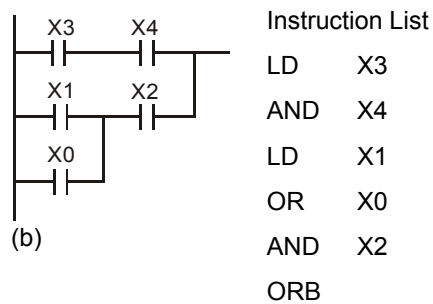 X3 X4
X1 X2
X0
(b)
Instruction List
LD X3
AND X4
LD X1
OR X0
AND X2
ORB